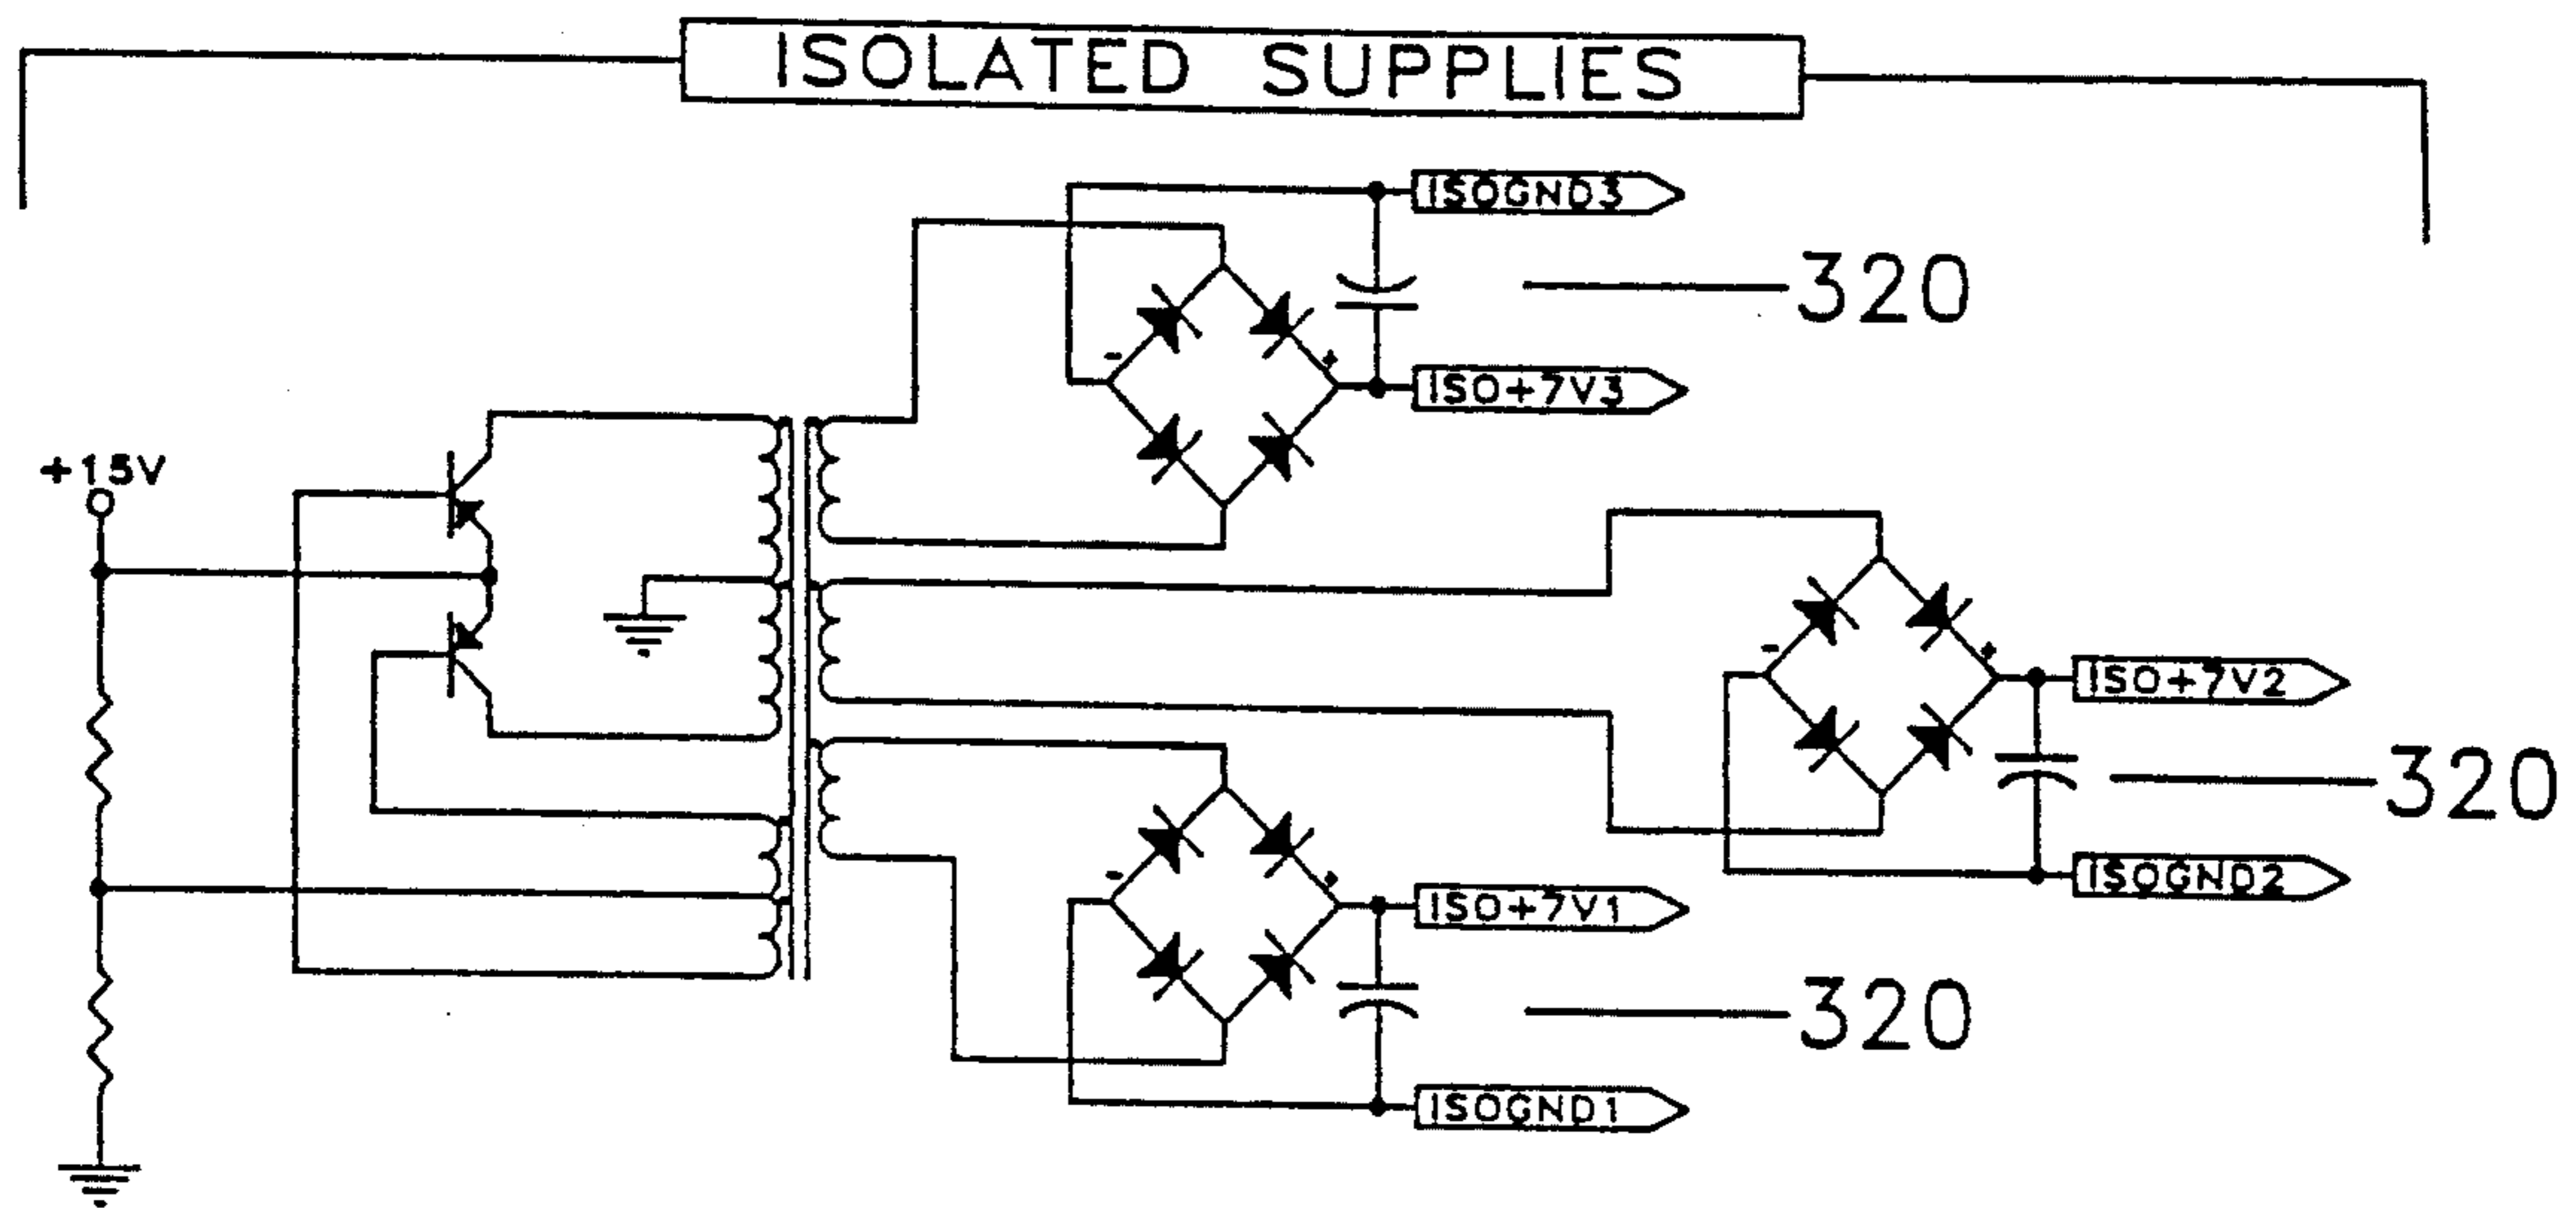 ISOLATED SUPPLIES
ISOGND3
320
ISO+7V3
+15V
ISO+7V2
320
ISOGND2
ISO+7V1
320
ISOGND1